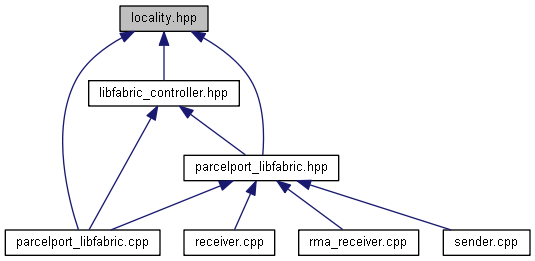 locality.hpp
libfabric_controller.hpp
parcelport_libfabric.hpp
parcelport_libfabric.cpp
receiver.cpp
rma_receiver.cpp
sender.cpp